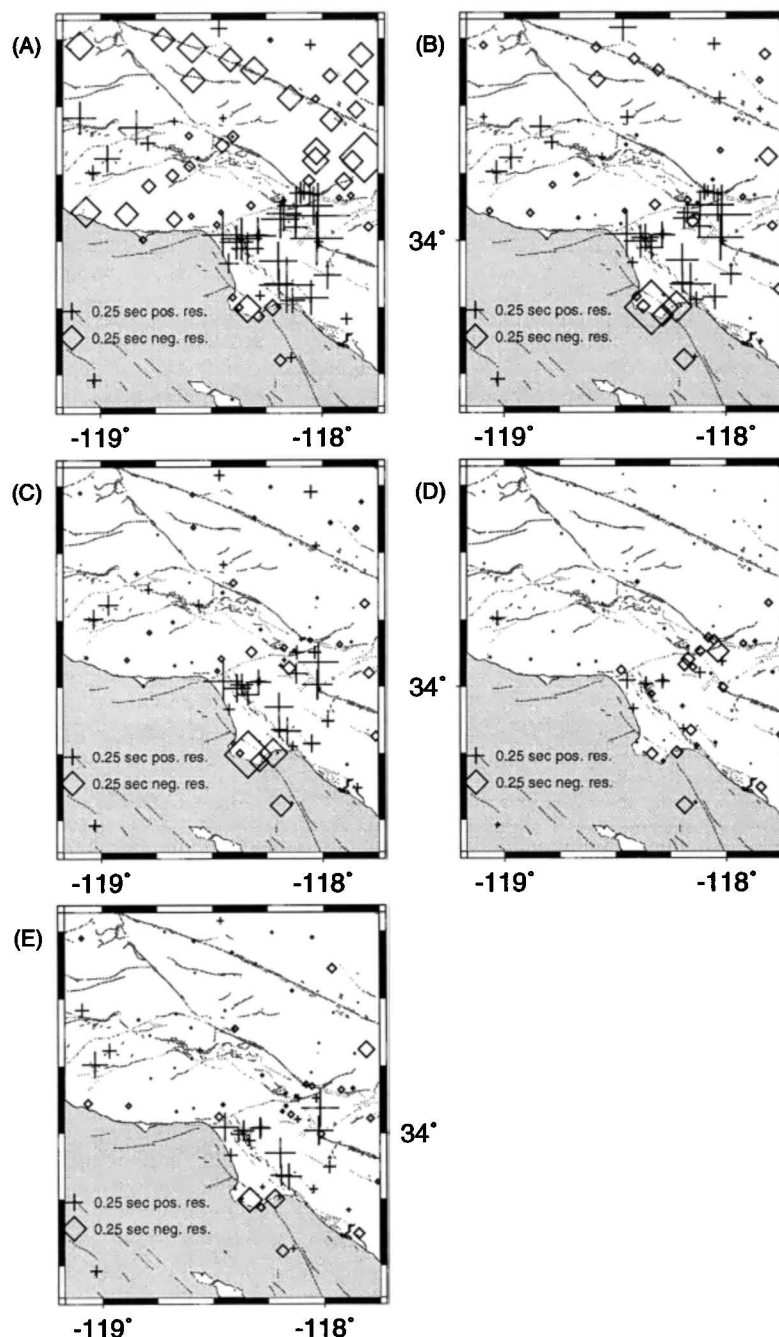 (A)
(B)
0.25 sec pos. res.
0.25 sec neg. res.
34°
0.25 sec pos. res.
0.25 sec neg. res.
-119°
-118°
-119°
-118°
(C)
(D)
0.25 sec pos. res.
0.25 sec neg. res.
34°
0.25 sec pos. res.
0.25 sec neg. res.
-119°
-118°
-119°
-118°
(E)
34°
0.25 sec pos. res.
0.25 sec neg. res.
-119°
-118°